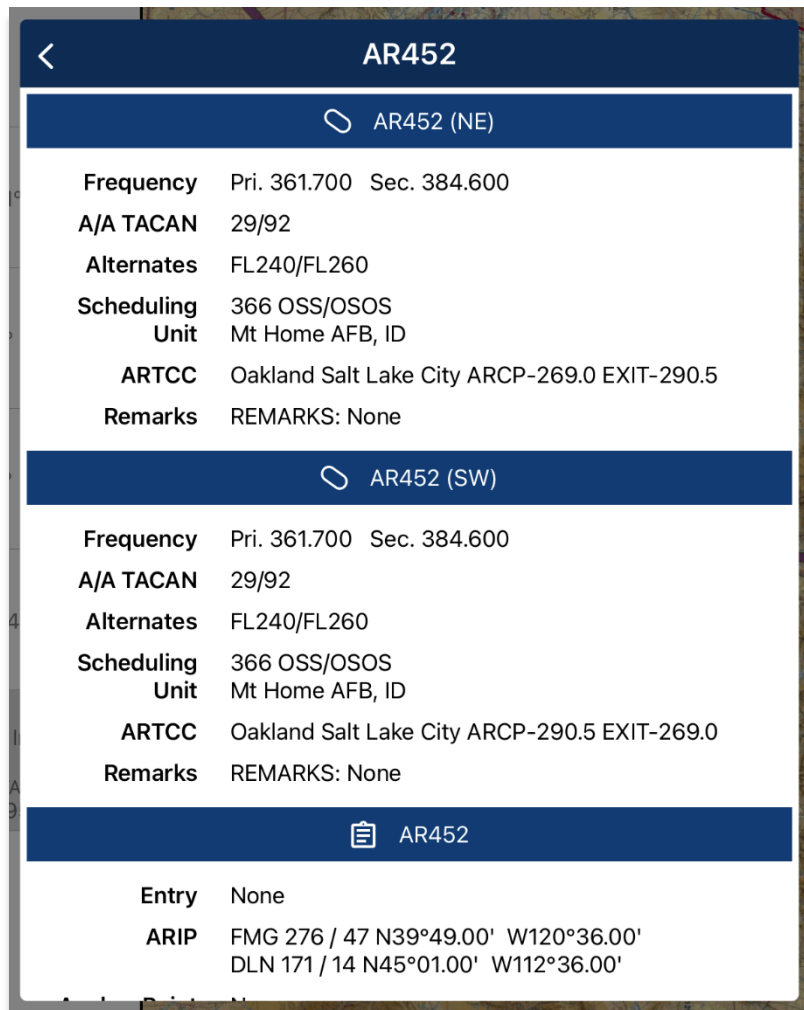 AR452
AR452 (NE)
Frequency Pri. 361.700 Sec. 384.600
A/A TACAN 29/92
Alternates FL240/FL260
Scheduling 366 OSS/OSOS
Unit Mt Home AFB, ID
ARTCC Oakland Salt Lake City ARCP-269.0 EXIT-290.5
Remarks REMARKS: None
AR452 (SW)
Frequency Pri. 361.700 Sec. 384.600
A/A TACAN 29/92
Alternates FL240/FL260
Scheduling 366 OSS/OSOS
Unit Mt Home AFB, ID
ARTCC Oakland Salt Lake City ARCP-290.5 EXIT-269.0
Remarks REMARKS: None
AR452
Entry None
ARIP FMG 276 / 47 N39°49.00' W120°36.00'
DLN 171 / 14 N45°01.00' W112°36.00'